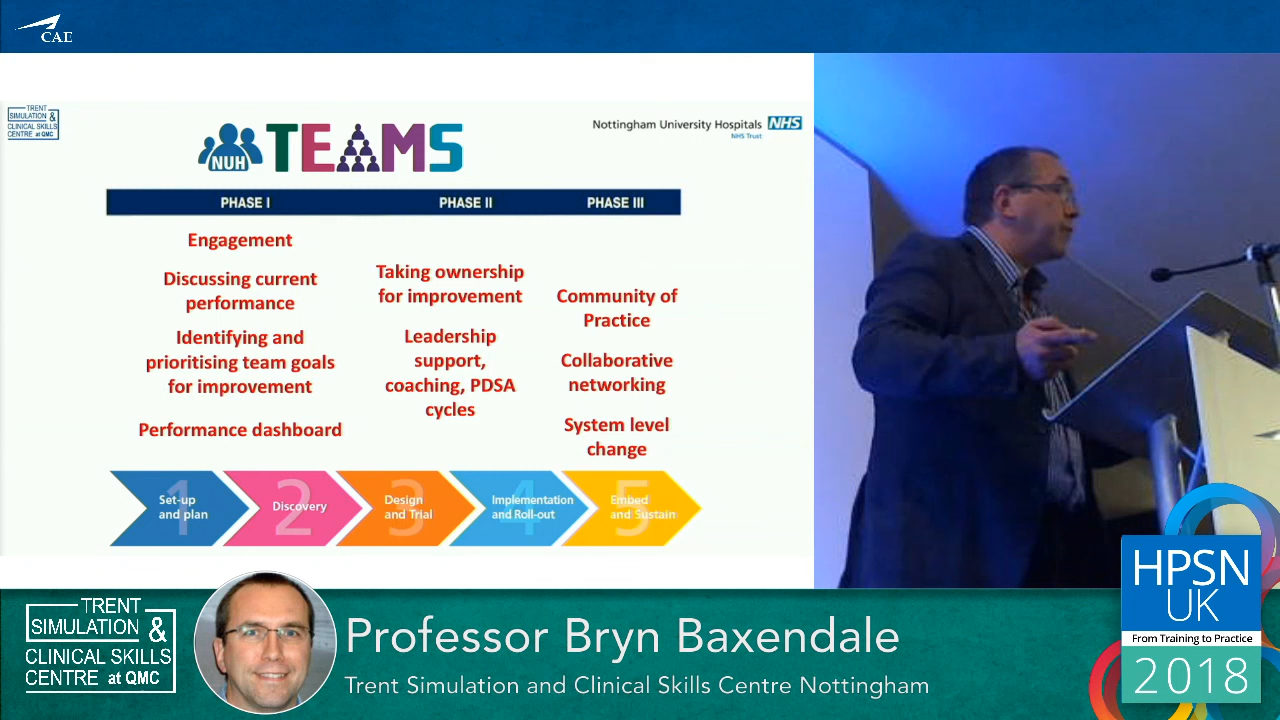 CAE
TRENT
SIMULATION &
CLINICAL SKILLS
CENTRE at QMC
NUH TEAMS
Nottingham University Hospitals NHS
NHS Trust
PHASE I PHASE II PHASE III
Engagement
Discussing current
performance
Identifying and
prioritising team goals
for improvement
Performance dashboard
Taking ownership
for improvement
Leadership
support,
coaching, PDSA
cycles
Community of
Practice
Collaborative
networking
System level
change
1
Set-up
and plan
2
Discovery
3
Design
and Trial
4
Implementation
and Roll-out
5
Embed
and Sustain
TRENT
SIMULATION &
CLINICAL SKILLS
CENTRE at QMC
Professor Bryn Baxendale
Trent Simulation and Clinical Skills Centre Nottingham
HPSN
UK
From Training to Practice
2018